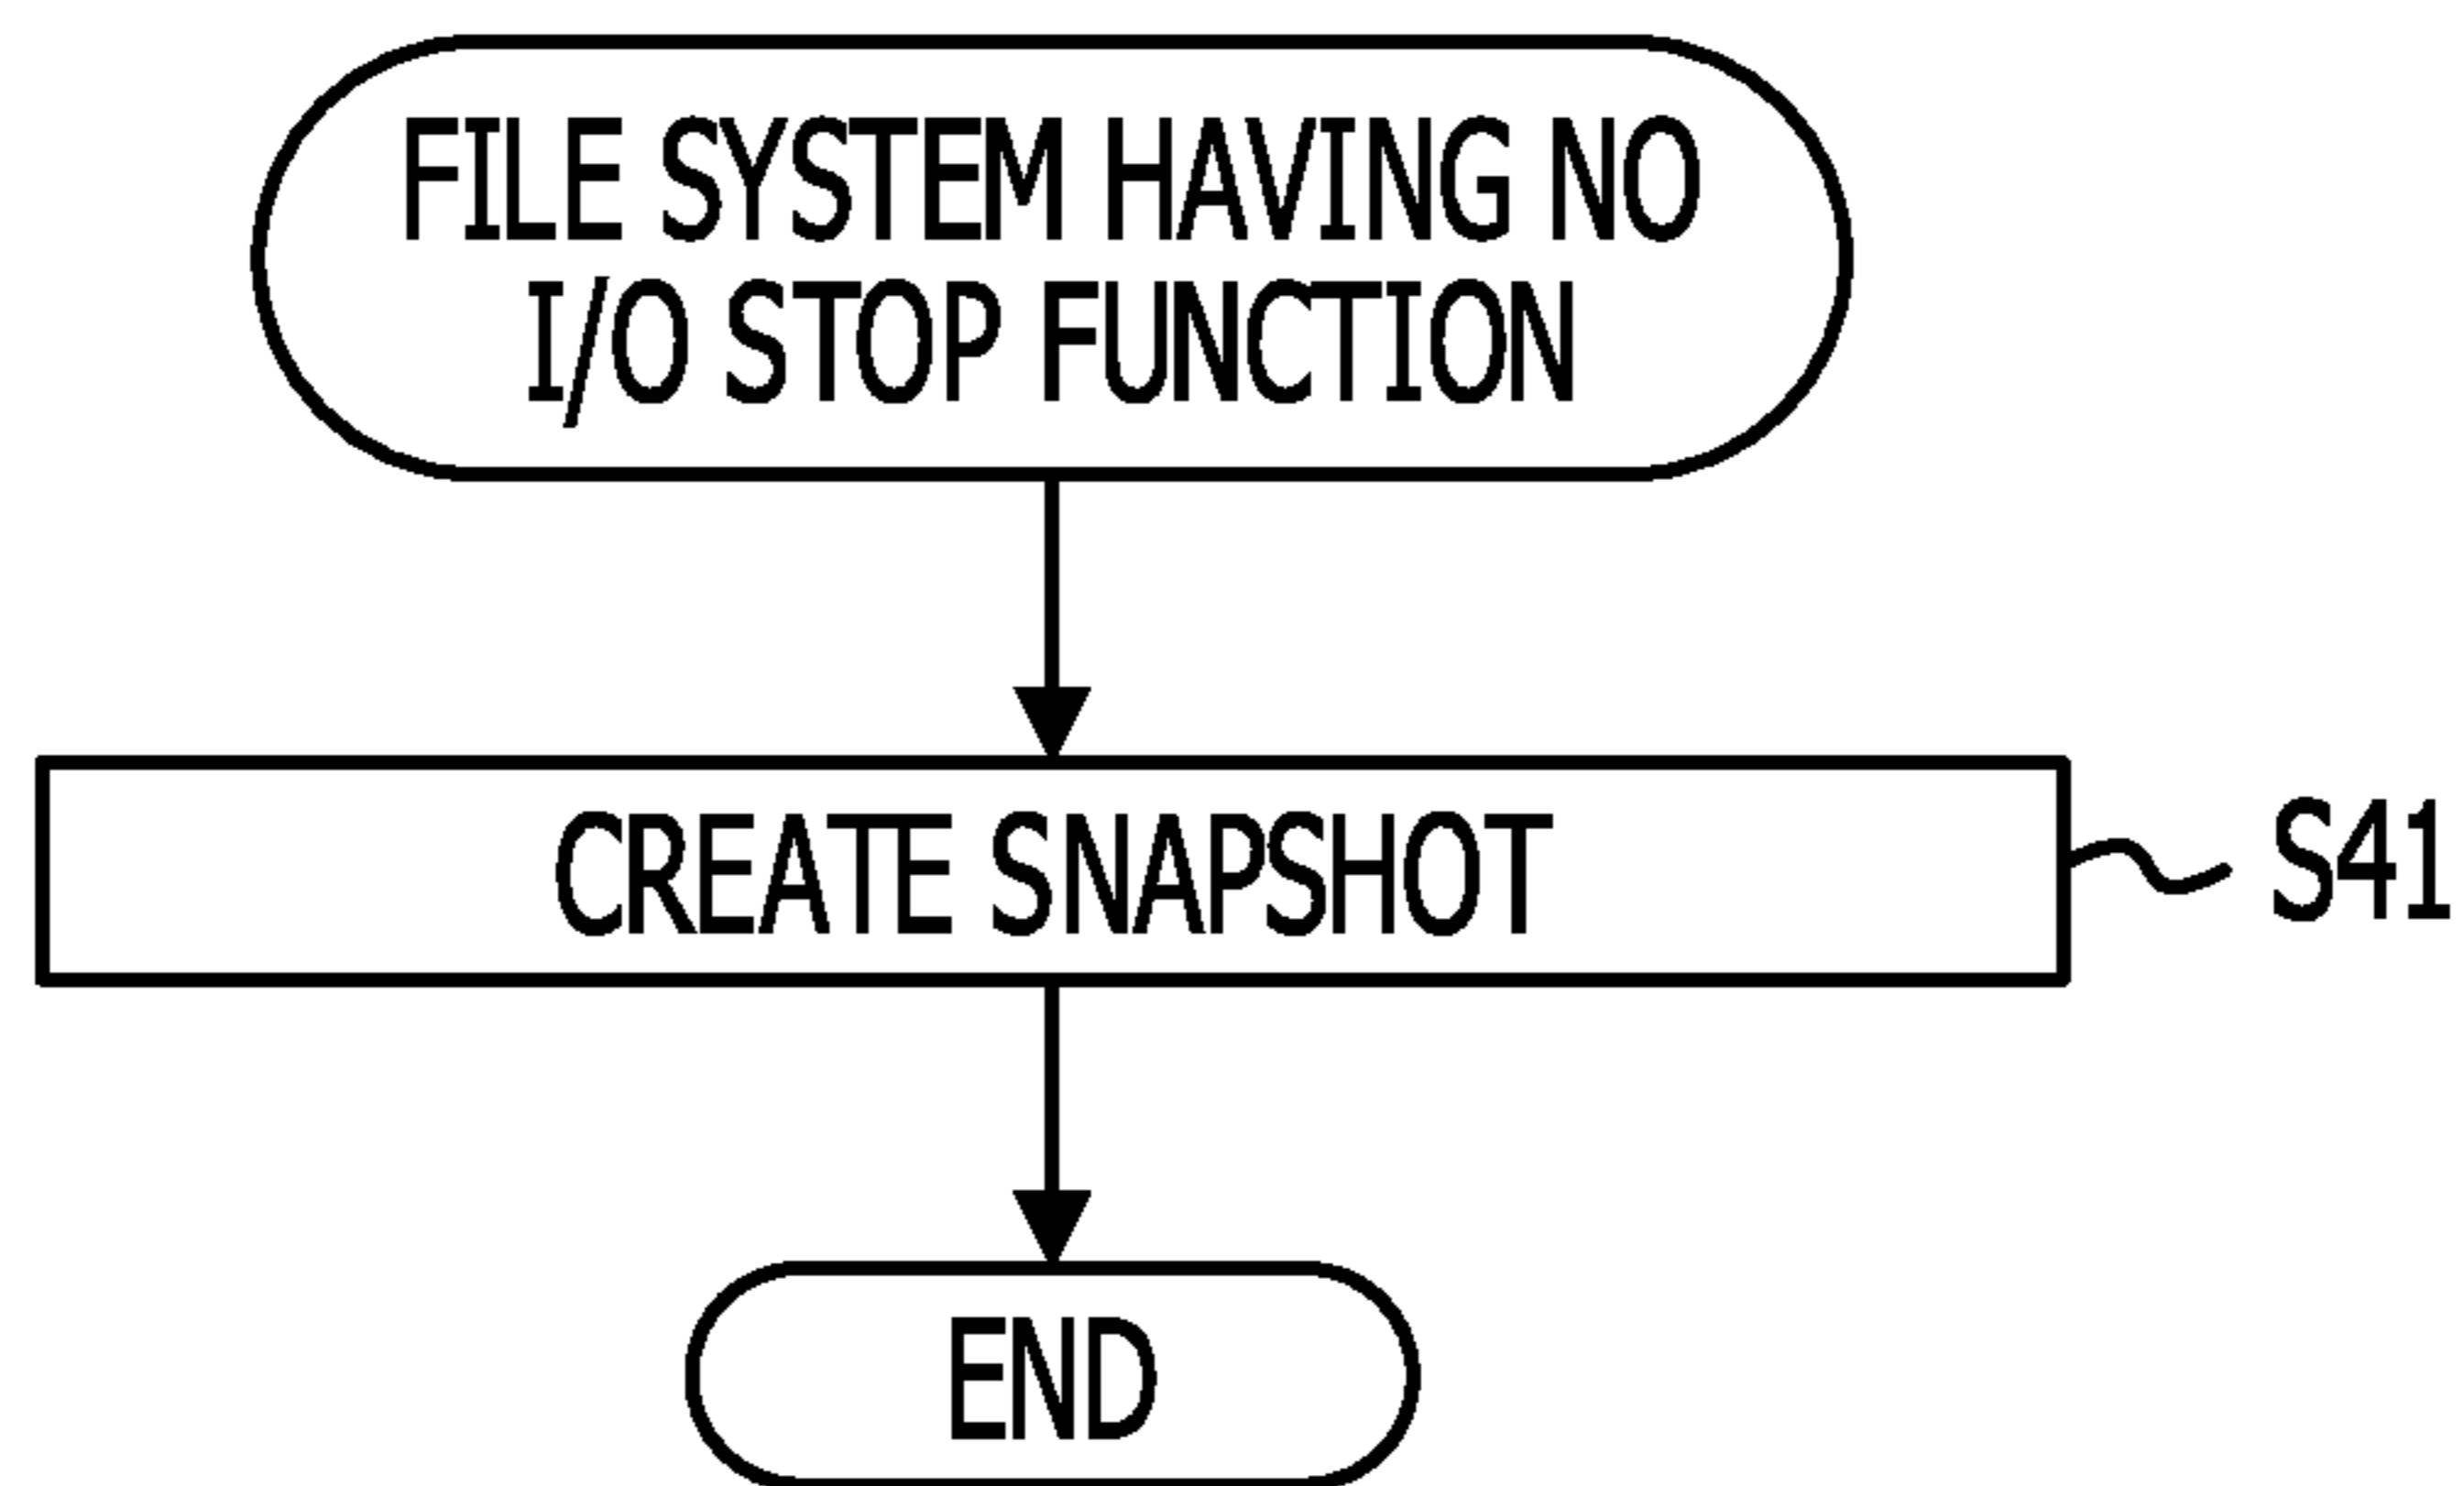 FILE SYSTEM HAVING NO
I/O STOP FUNCTION
CREATE SNAPSHOT
S41
END